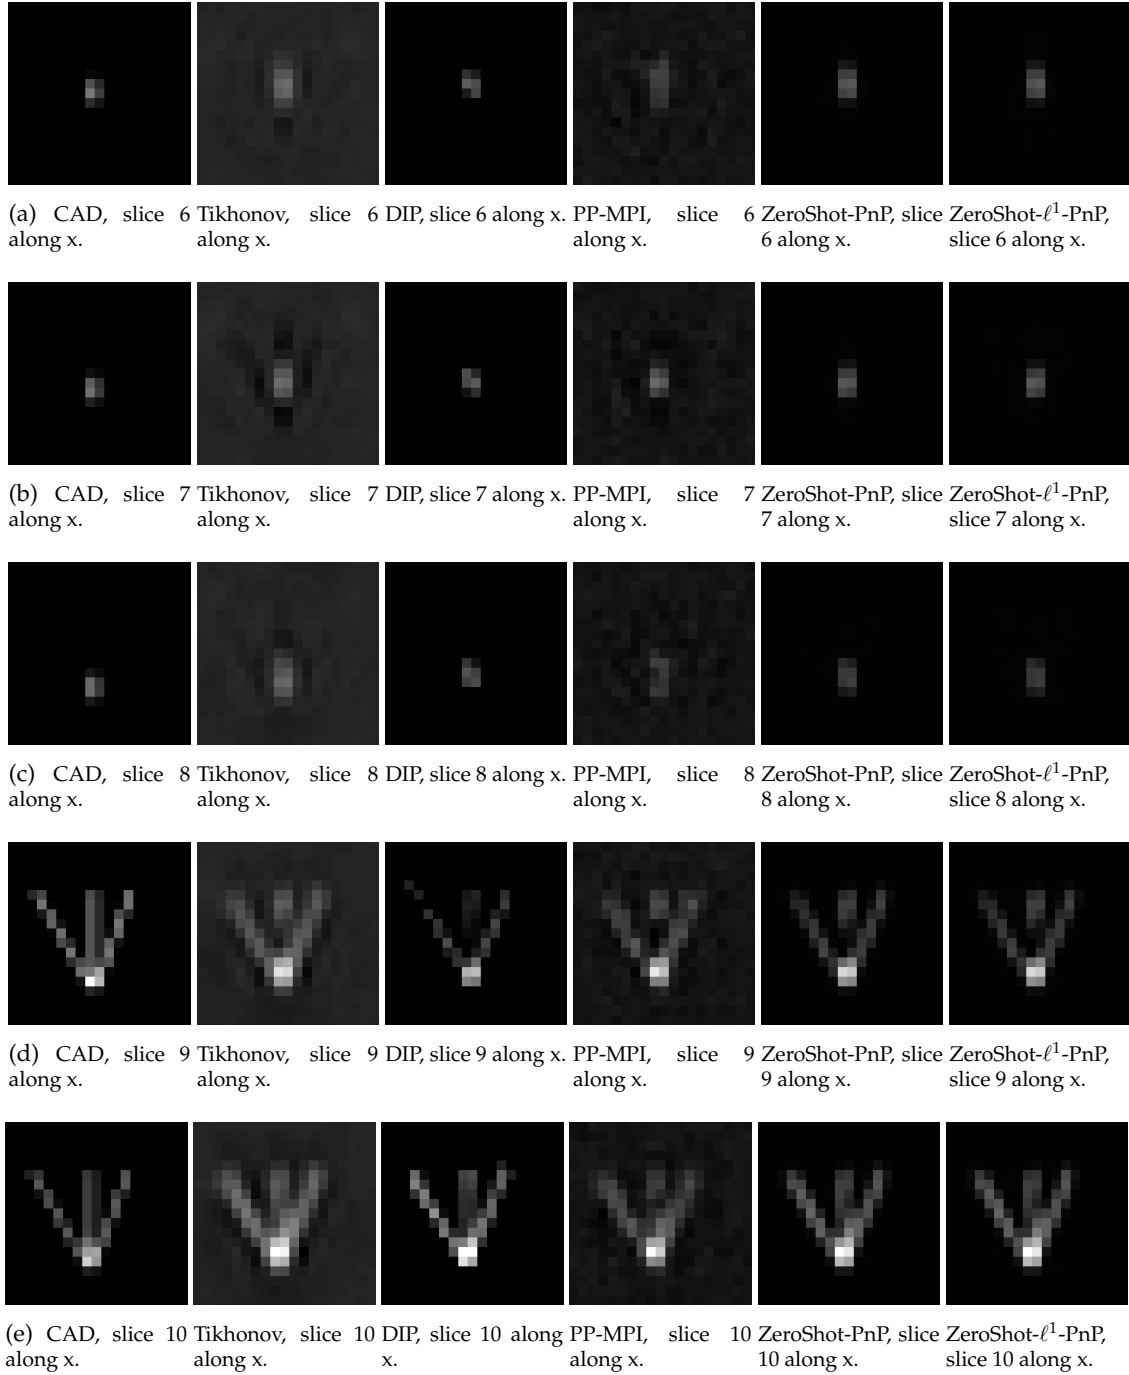 (a) CAD, slice 6 along x.
Tikhonov, slice 6 along x.
DIP, slice 6 along x.
PP-MPI, slice 6 along x.
ZeroShot-PnP, slice 6 along x.
ZeroShot-ℓ¹-PnP, slice 6 along x.
(b) CAD, slice 7 along x.
Tikhonov, slice 7 along x.
DIP, slice 7 along x.
PP-MPI, slice 7 along x.
ZeroShot-PnP, slice 7 along x.
ZeroShot-ℓ¹-PnP, slice 7 along x.
(c) CAD, slice 8 along x.
Tikhonov, slice 8 along x.
DIP, slice 8 along x.
PP-MPI, slice 8 along x.
ZeroShot-PnP, slice 8 along x.
ZeroShot-ℓ¹-PnP, slice 8 along x.
(d) CAD, slice 9 along x.
Tikhonov, slice 9 along x.
DIP, slice 9 along x.
PP-MPI, slice 9 along x.
ZeroShot-PnP, slice 9 along x.
ZeroShot-ℓ¹-PnP, slice 9 along x.
(e) CAD, slice 10 along x.
Tikhonov, slice 10 along x.
DIP, slice 10 along x.
PP-MPI, slice 10 along x.
ZeroShot-PnP, slice 10 along x.
ZeroShot-ℓ¹-PnP, slice 10 along x.